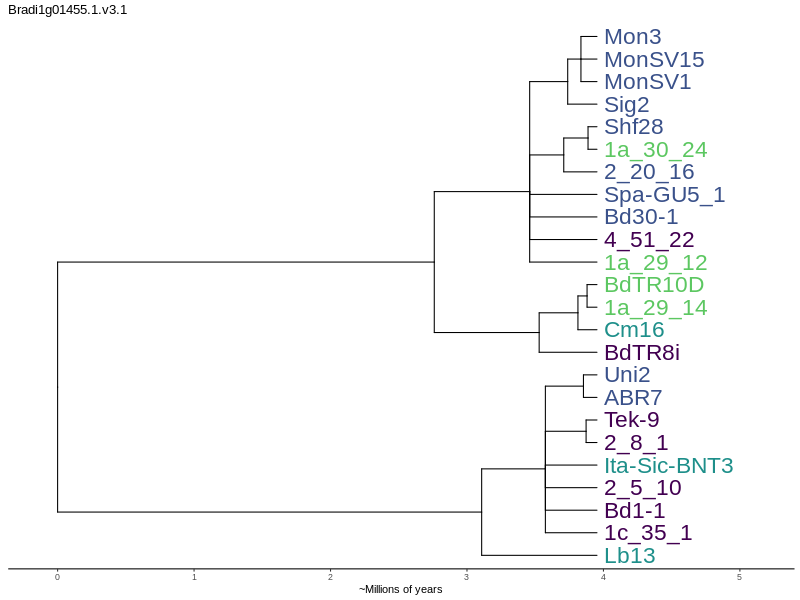 Bradi1g01455.1.v3.1
Mon3
MonSV15
MonSV1
Sig2
Shf28
1a_30_24
2_20_16
Spa-GU5_1
Bd30-1
4_51_22
1a_29_12
BdTR10D
1a_29_14
Cm16
BdTR8i
Uni2
ABR7
Tek-9
2_8_1
Ita-Sic-BNT3
2_5_10
Bd1-1
1c_35_1
Lb13
0 1 2 3 4 5
~Millions of years